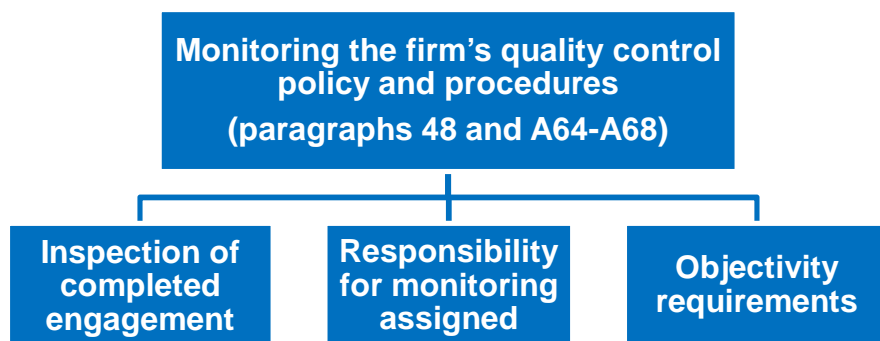 Monitoring the firm’s quality control
policy and procedures
(paragraphs 48 and A64-A68)
Inspection of
completed
engagement
Responsibility
for monitoring
assigned
Objectivity
requirements